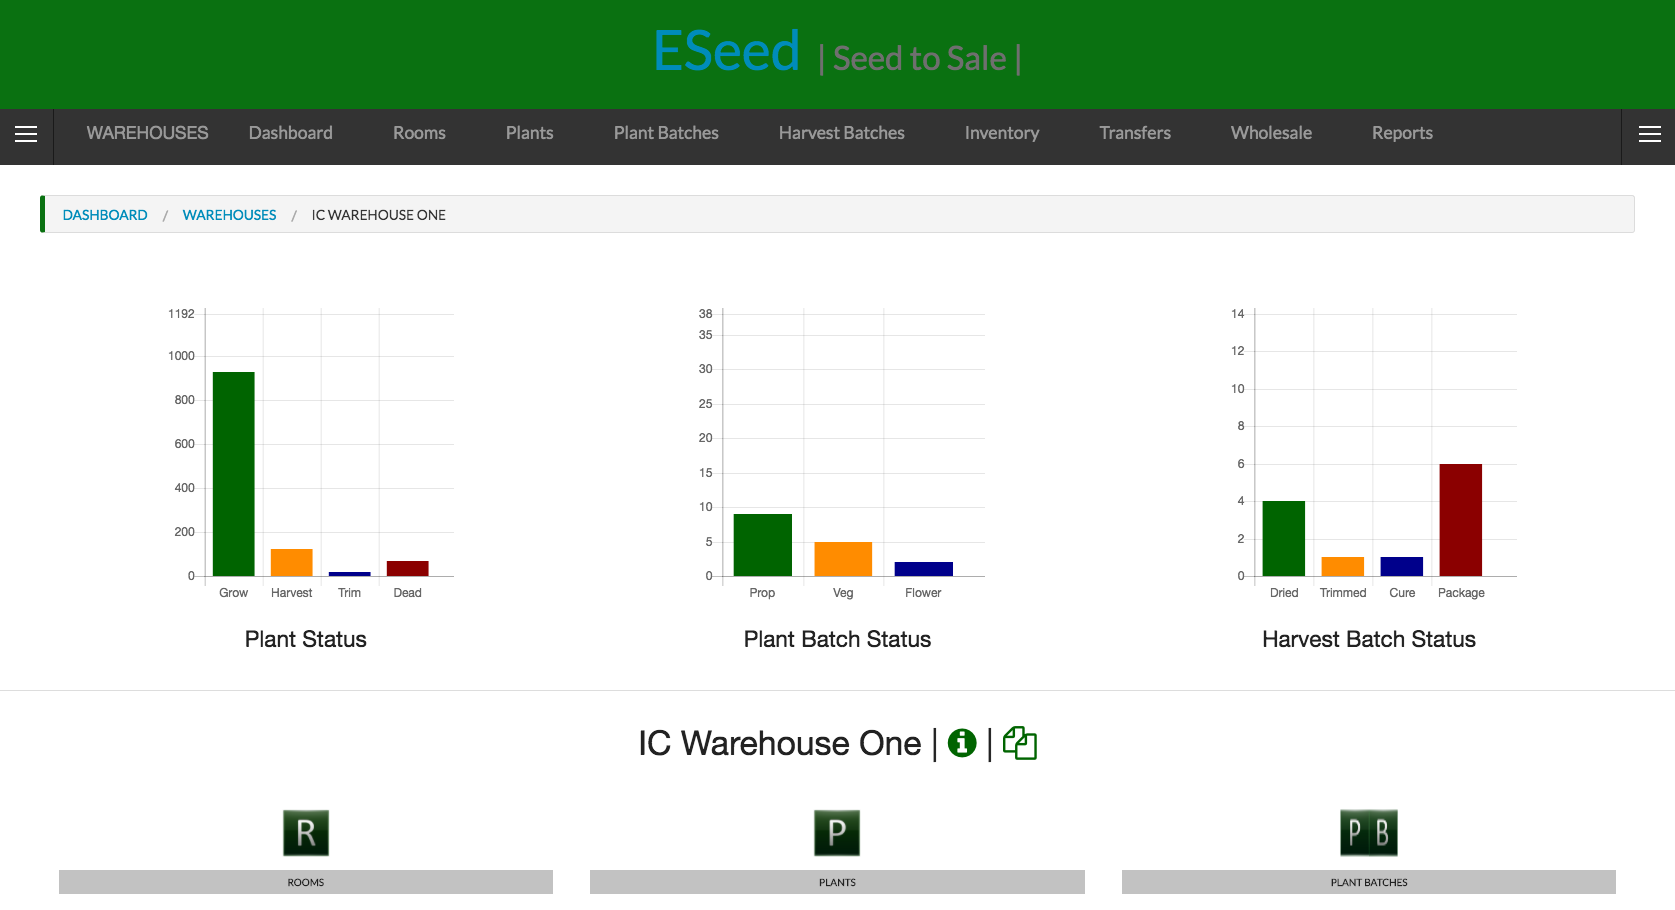 ESeed | Seed to Sale |
WAREHOUSES Dashboard Rooms Plants Plant Batches Harvest Batches Inventory Transfers Wholesale Reports
DASHBOARD / WAREHOUSES / IC WAREHOUSE ONE
1192
1000
800
600
400
200
0
Grow Harvest Trim Dead
Plant Status
38
35
30
25
20
15
10
5
0
Prop Veg Flower
Plant Batch Status
14
12
10
8
6
4
2
0
Dried Trimmed Cure Package
Harvest Batch Status
IC Warehouse One | i |
R
ROOMS
P
PLANTS
P B
PLANT BATCHES